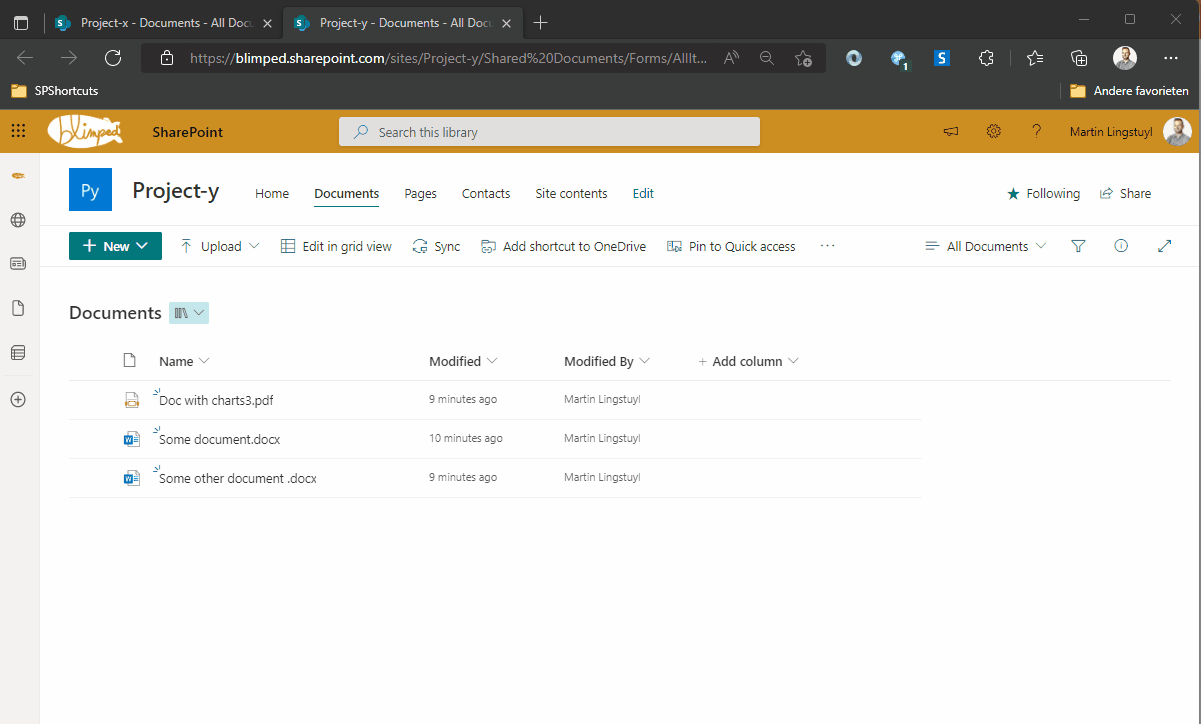 Project-x - Documents - All Doc
Project-y - Documents - All Docu
https://blimped.sharepoint.com/sites/Project-y/Shared%20Documents/Forms/AllIt...
1
SPShortcuts
Andere favorieten
blimped
SharePoint
Search this library
Martin Lingstuyl
Py
Project-y
Home
Documents
Pages
Contacts
Site contents
Edit
Following
Share
New
Upload
Edit in grid view
Sync
Add shortcut to OneDrive
Pin to Quick access
...
All Documents
Documents
Name
Modified
Modified By
+ Add column
Doc with charts3.pdf
9 minutes ago
Martin Lingstuyl
Some document.docx
10 minutes ago
Martin Lingstuyl
Some other document .docx
9 minutes ago
Martin Lingstuyl